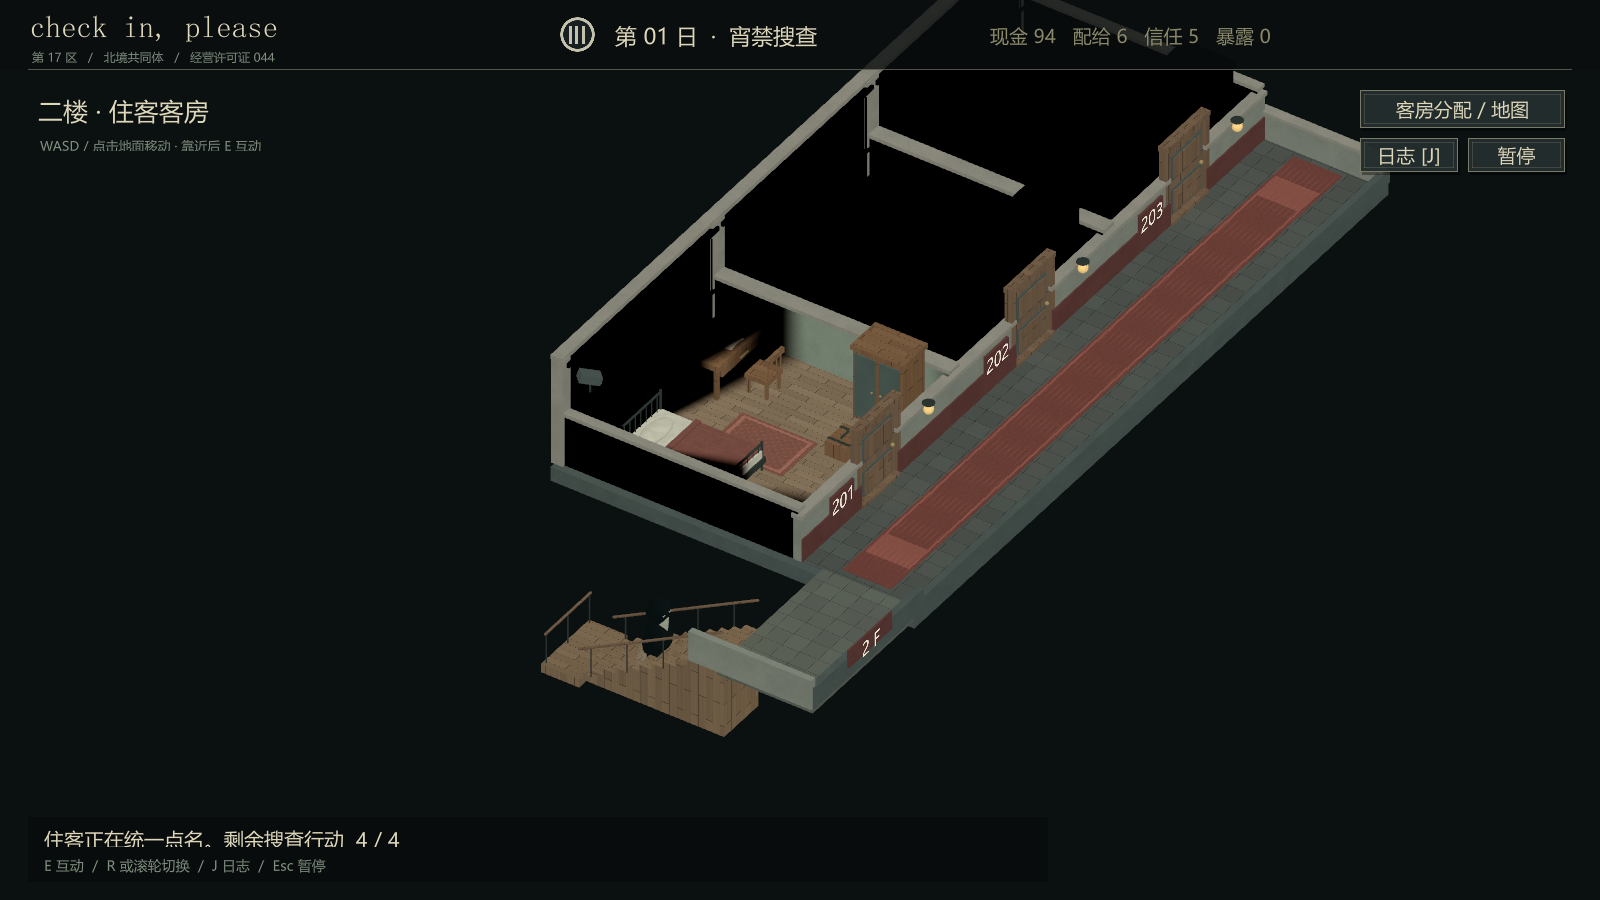 check in, please
第 17 区 / 北境共同体 / 经营许可证 044
第 01 日 · 宵禁搜查
现金 94 配给 6 信任 5 暴露 0
二楼 · 住客客房
WASD / 点击地面移动 · 靠近后 E 互动
客房分配 / 地图
日志 [J]
暂停
203
202
201
2 F
住客正在统一点名。剩余搜查行动 4 / 4
E 互动 / R 或滚轮切换 / J 日志 / Esc 暂停